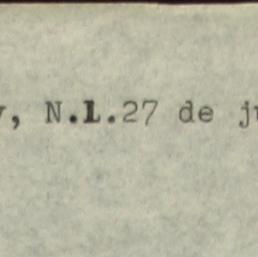 , N.L.27 de